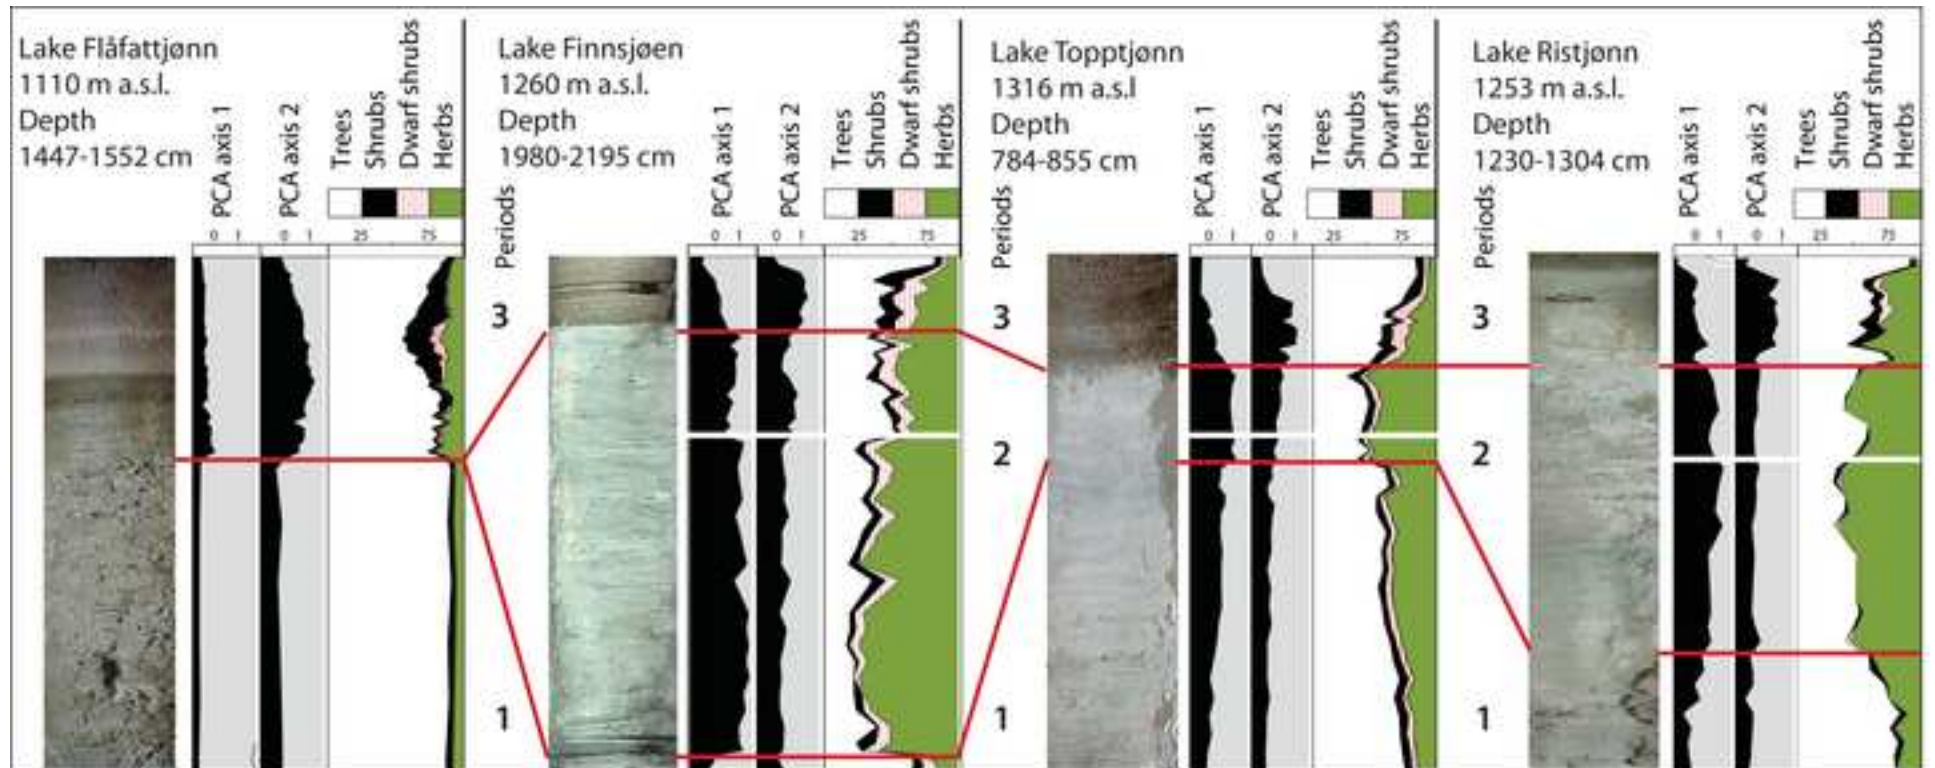 Lake Flåfattjønn
1110 m a.s.l.
Depth
1447-1552 cm
PCA axis 1
PCA axis 2
Trees
Shrubs
Dwarf shrubs
Herbs
0 1
0 1
25 75
Periods
3
1
Lake Finnsjøen
1260 m a.s.l.
Depth
1980-2195 cm
PCA axis 1
PCA axis 2
Trees
Shrubs
Dwarf shrubs
Herbs
0 1
0 1
25 75
Periods
3
2
1
Lake Topptjønn
1316 m a.s.l
Depth
784-855 cm
PCA axis 1
PCA axis 2
Trees
Shrubs
Dwarf shrubs
Herbs
0 1
0 1
25 75
Periods
3
2
1
Lake Ristjønn
1253 m a.s.l.
Depth
1230-1304 cm
PCA axis 1
PCA axis 2
Trees
Shrubs
Dwarf shrubs
Herbs
0 1
0 1
25 75